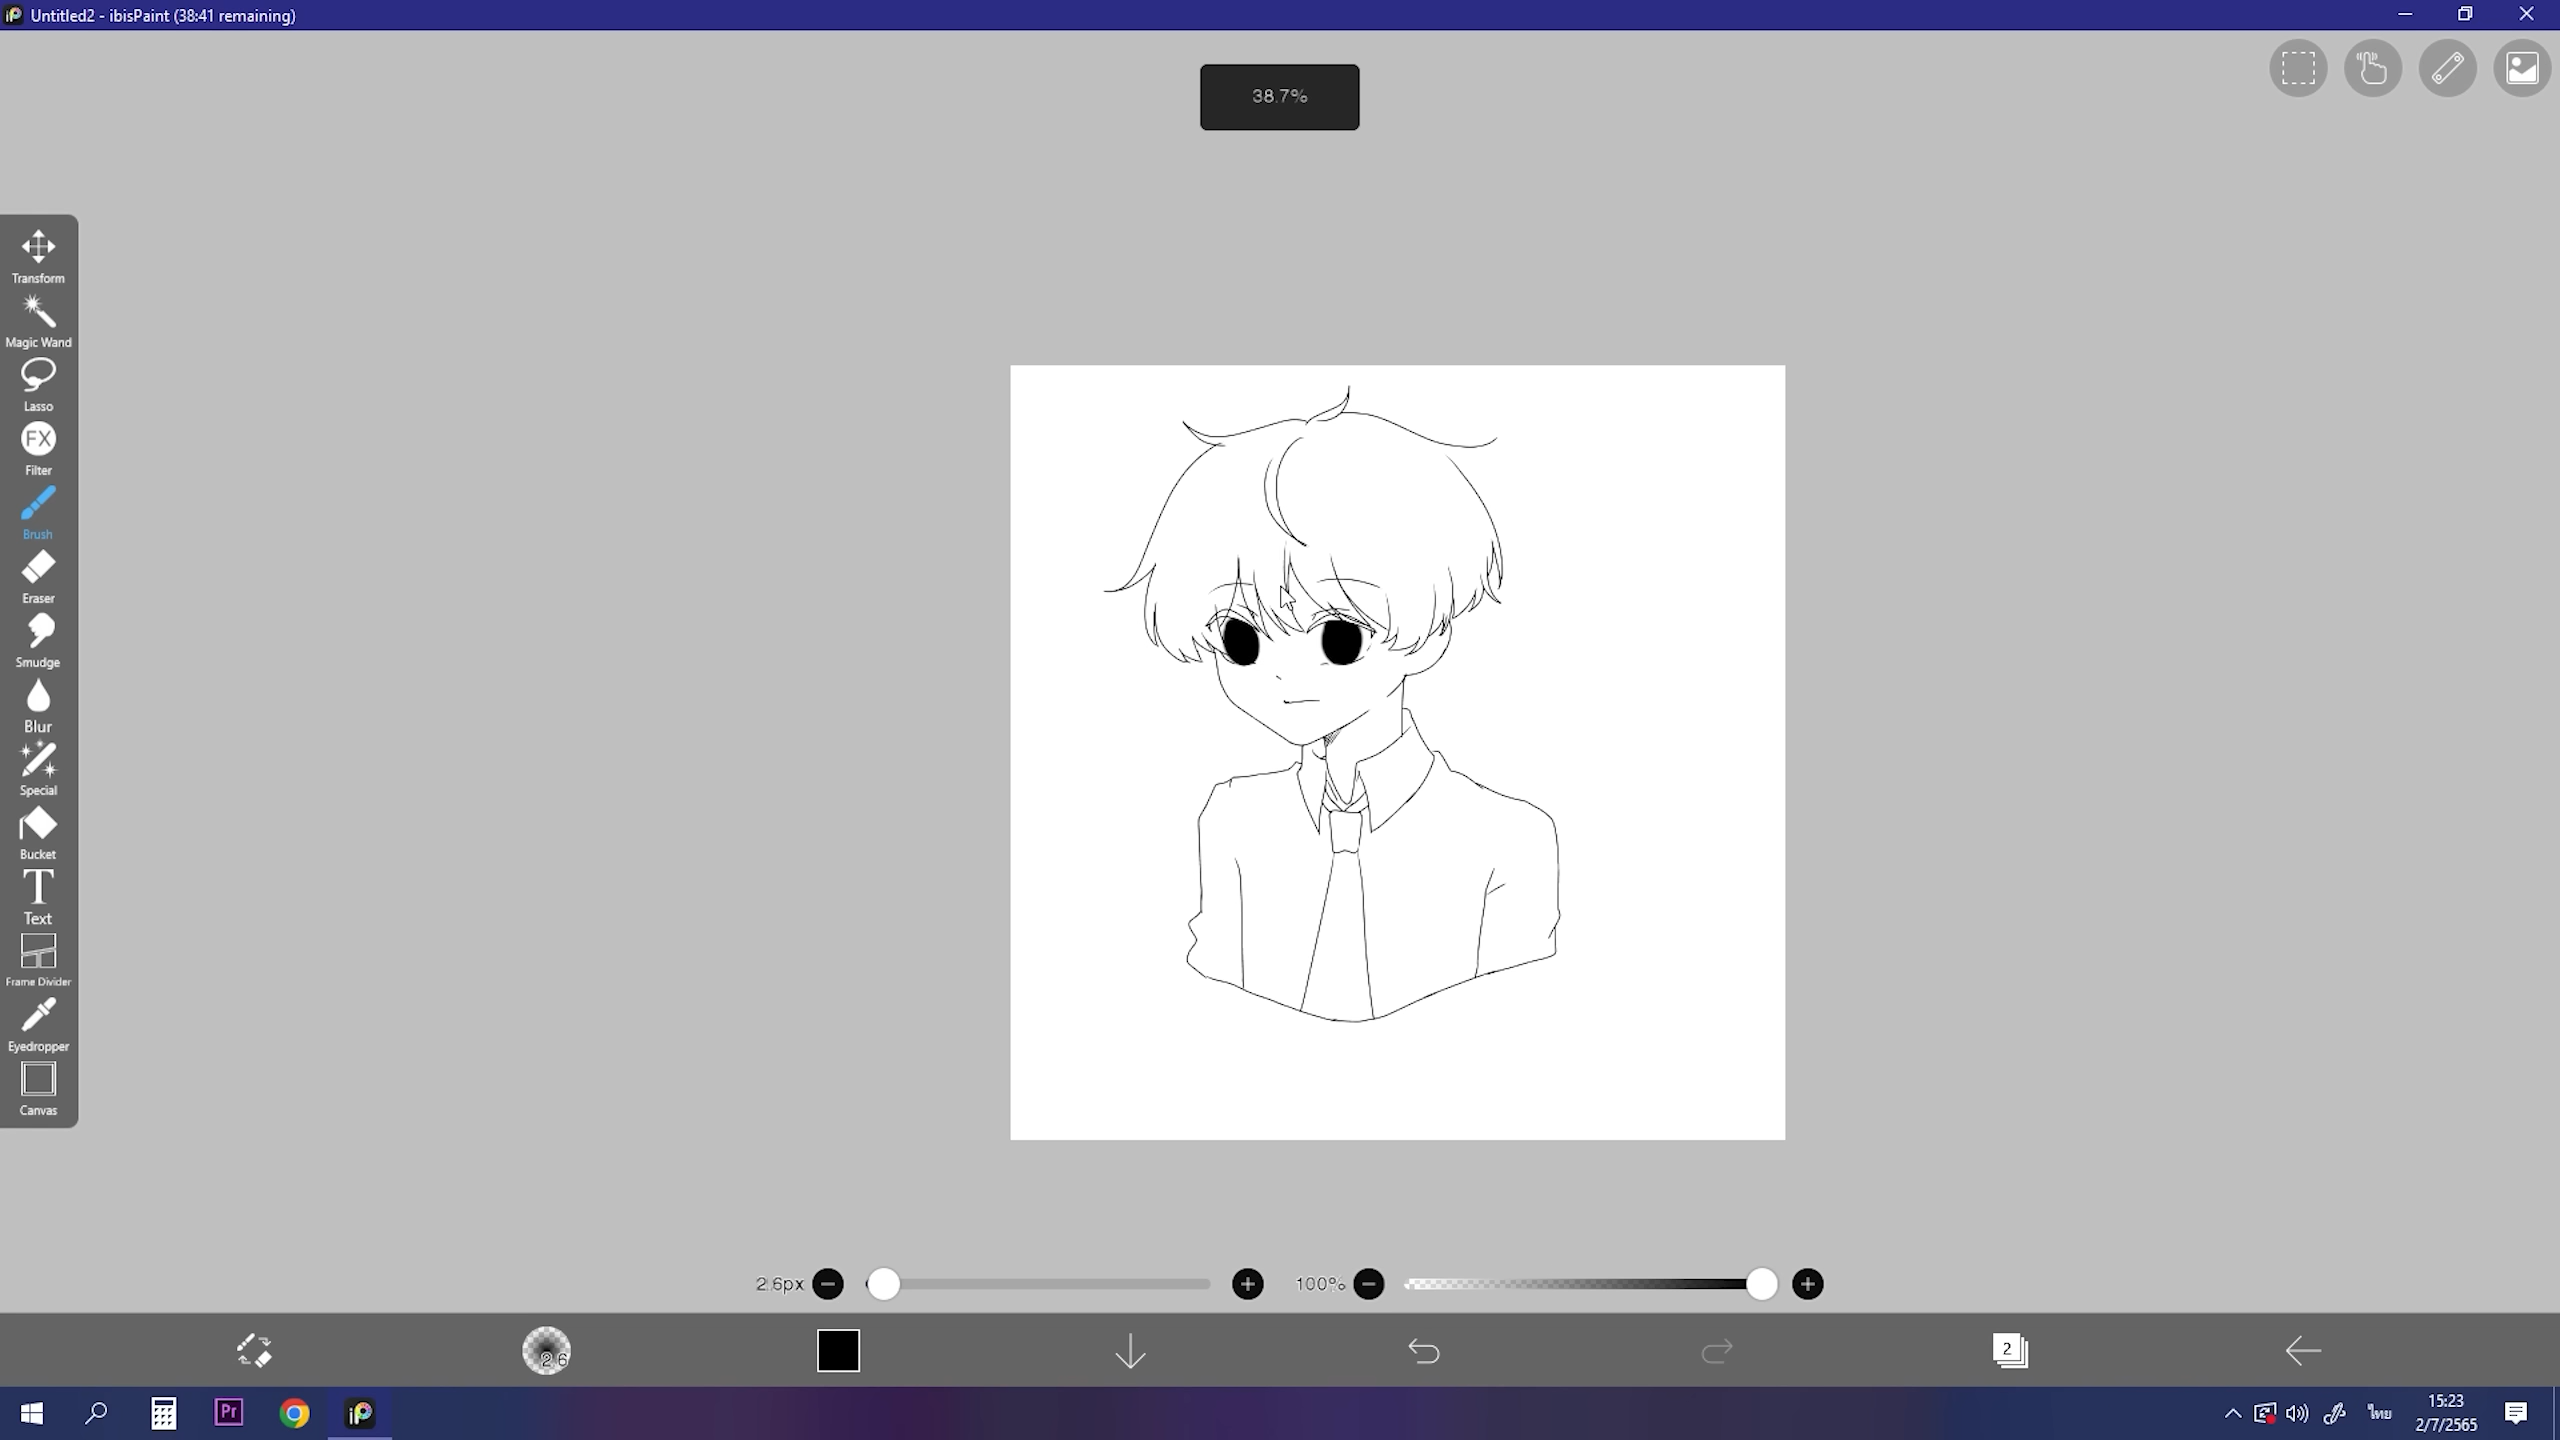 Untitled2 - ibisPaint (38:41 remaining)
38.7%
Transform
Magic Wand
Lasso
FX
Filter
Brush
Eraser
Smudge
Blur
Special
Bucket
T
Text
Frame Divider
Eyedropper
Canvas
2.6px
100%
2.6
2
Pr
iP
ไทย
15:23
2/7/2565